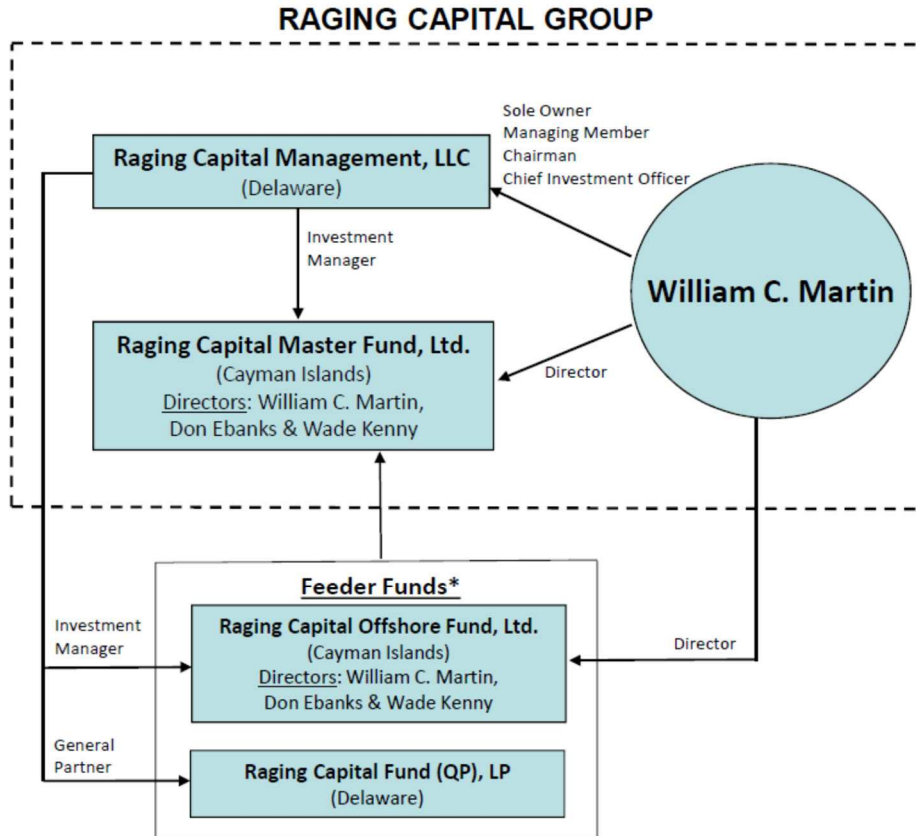 RAGING CAPITAL GROUP
Sole Owner
Managing Member
Chairman
Chief Investment Officer
Raging Capital Management, LLC
(Delaware)
Investment
Manager
William C. Martin
Raging Capital Master Fund, Ltd.
(Cayman Islands)
Directors: William C. Martin,
Don Ebanks & Wade Kenny
Director
Feeder Funds*
Investment
Manager
Raging Capital Offshore Fund, Ltd.
(Cayman Islands)
Directors: William C. Martin,
Don Ebanks & Wade Kenny
Director
General
Partner
Raging Capital Fund (QP), LP
(Delaware)